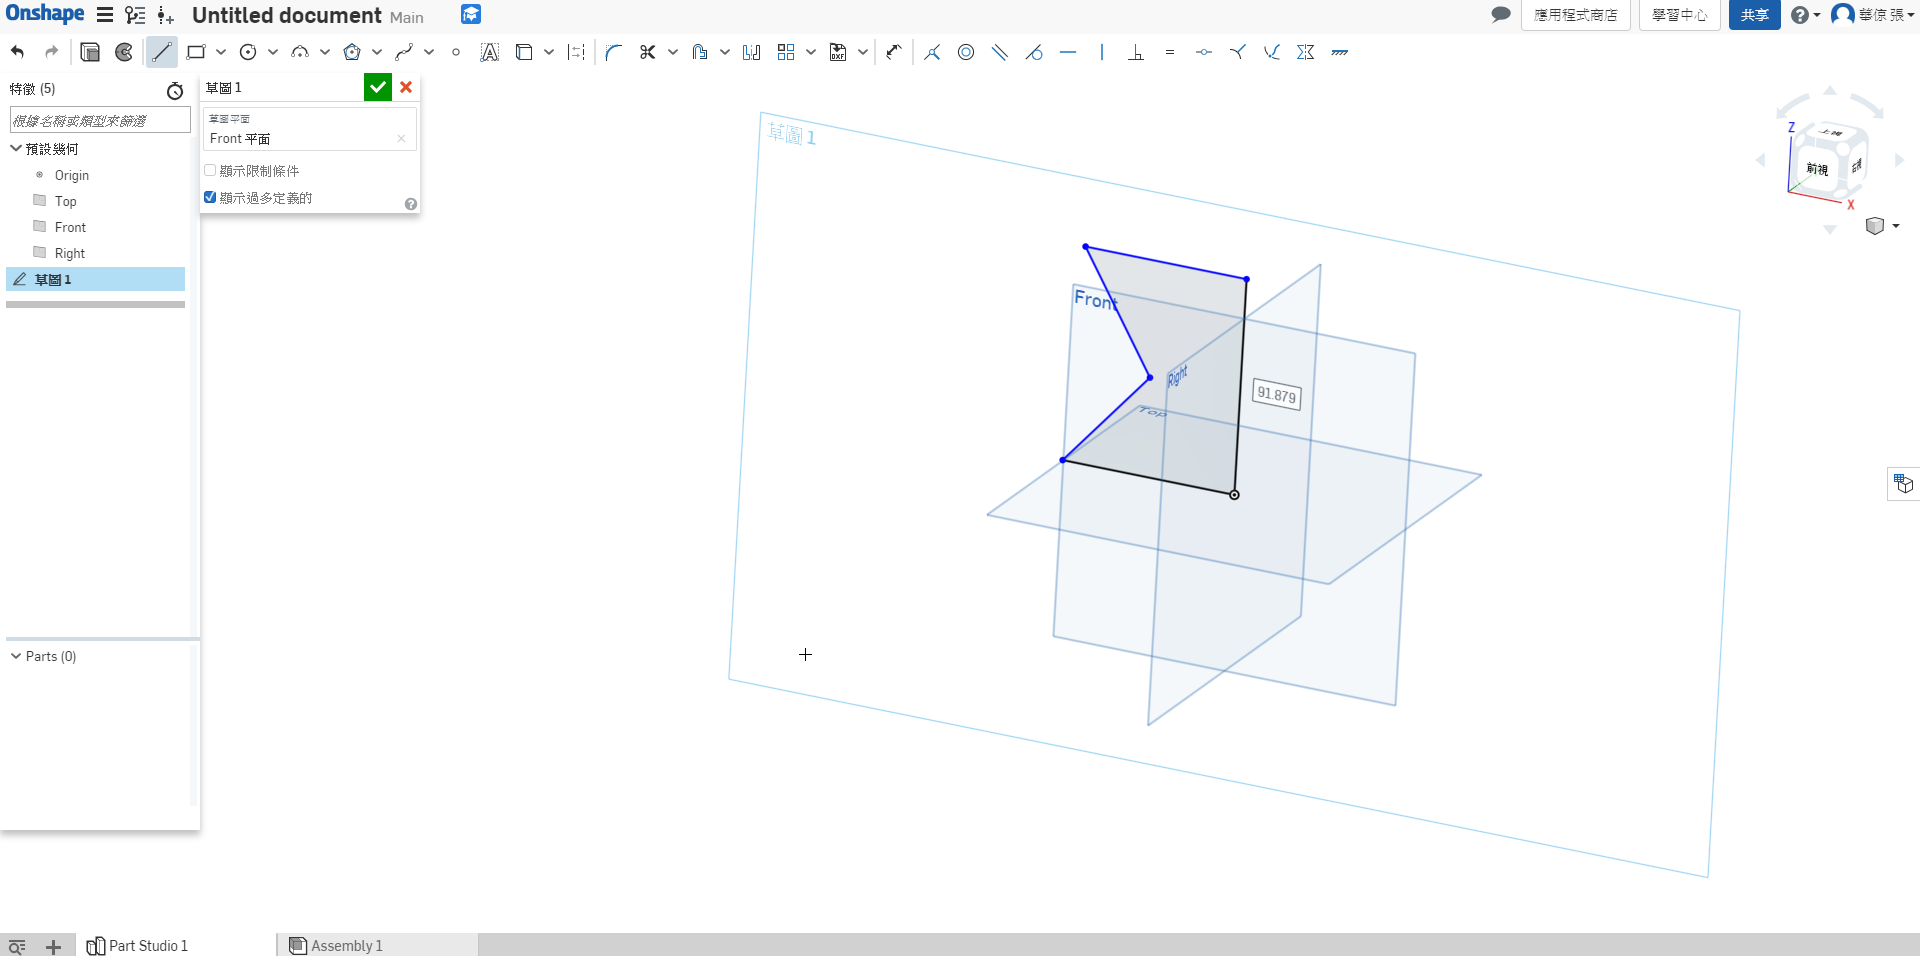 Onshape Untitled document Main 應用程式商店 學習中心 共享 華倞 張
特徵 (5)
根據名稱或類型來篩選
預設幾何
Origin
Top
Front
Right
草圖 1
Parts (0)
草圖 1
草圖平面
Front 平面
顯示限制條件
顯示過多定義的
草圖 1
Front
Right
Top
91.879
Z
上視
前視
右視
X
DXF
Part Studio 1
Assembly 1